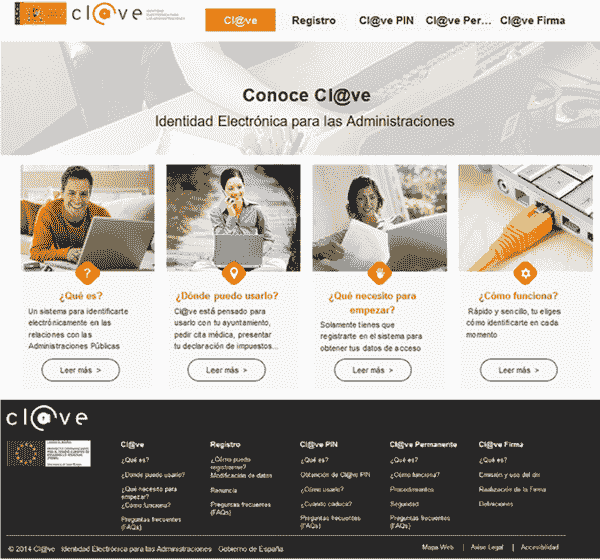 cl@ve
Cl@ve
Registro
Cl@ve PIN
Cl@ve Per...
Cl@ve Firma
Conoce Cl@ve
Identidad Electrónica para las Administraciones
¿Qué es?
Un sistema para identificarte
electrónicamente en las
relaciones con la
Administraciones Públicas
Leer más >
¿Dónde puedo usarlo?
Cl@ve está pensado para
usarlo con tu ayuntamiento,
pedir cita médica, presentar
tu declaración de impuestos...
Leer más >
¿Qué necesito para
empezar?
Solamente tienes que
registrarte en el sistema para
obtener tus datos de acceso
Leer más >
¿Cómo funciona?
Rápido y sencillo, tu eliges
cómo identificarte en cada
momento
Leer más >
cl@ve
Cl@ve
¿Qué es?
¿Dónde puedo usarlo?
¿Qué necesito para
empezar?
¿Cómo funciona?
Preguntas frecuentes
(FAQs)
Registro
¿Cómo puedo
registrarme?
Modificación de datos
Renuncia
Preguntas frecuentes
(FAQs)
Cl@ve PIN
¿Qué es?
Obtención de Cl@ve PIN
¿Cómo usarlo?
¿Cuándo caduca?
Preguntas frecuentes
(FAQs)
Cl@ve Permanente
¿Qué es?
¿Cómo funciona?
Procedimientos
Seguridad
Preguntas frecuentes
(FAQs)
Cl@ve Firma
¿Qué es?
Emisión y uso del dni
Realización de la Firma
Definiciones
© 2014 Cl@ve Identidad Electrónica para las Administraciones Gobierno de España
Mapa Web | Aviso Legal | Accesibilidad